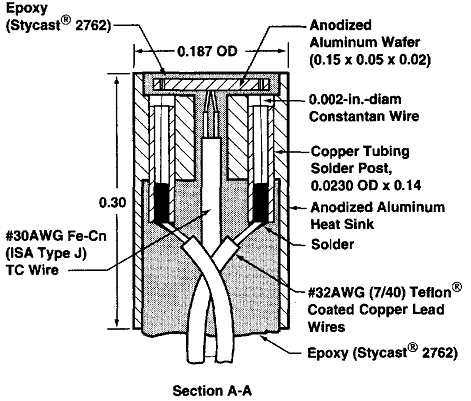 Epoxy
(Stycast® 2762)
0.187 OD
Anodized
Aluminum Wafer
(0.15 x 0.05 x 0.02)
0.002-in.-diam
Constantan Wire
Copper Tubing
Solder Post,
0.0230 OD x 0.14
0.30
Anodized Aluminum
Heat Sink
Solder
#30AWG Fe-Cn
(ISA Type J)
TC Wire
#32AWG (7/40) Teflon®
Coated Copper Lead
Wires
Epoxy (Stycast® 2762)
Section A-A